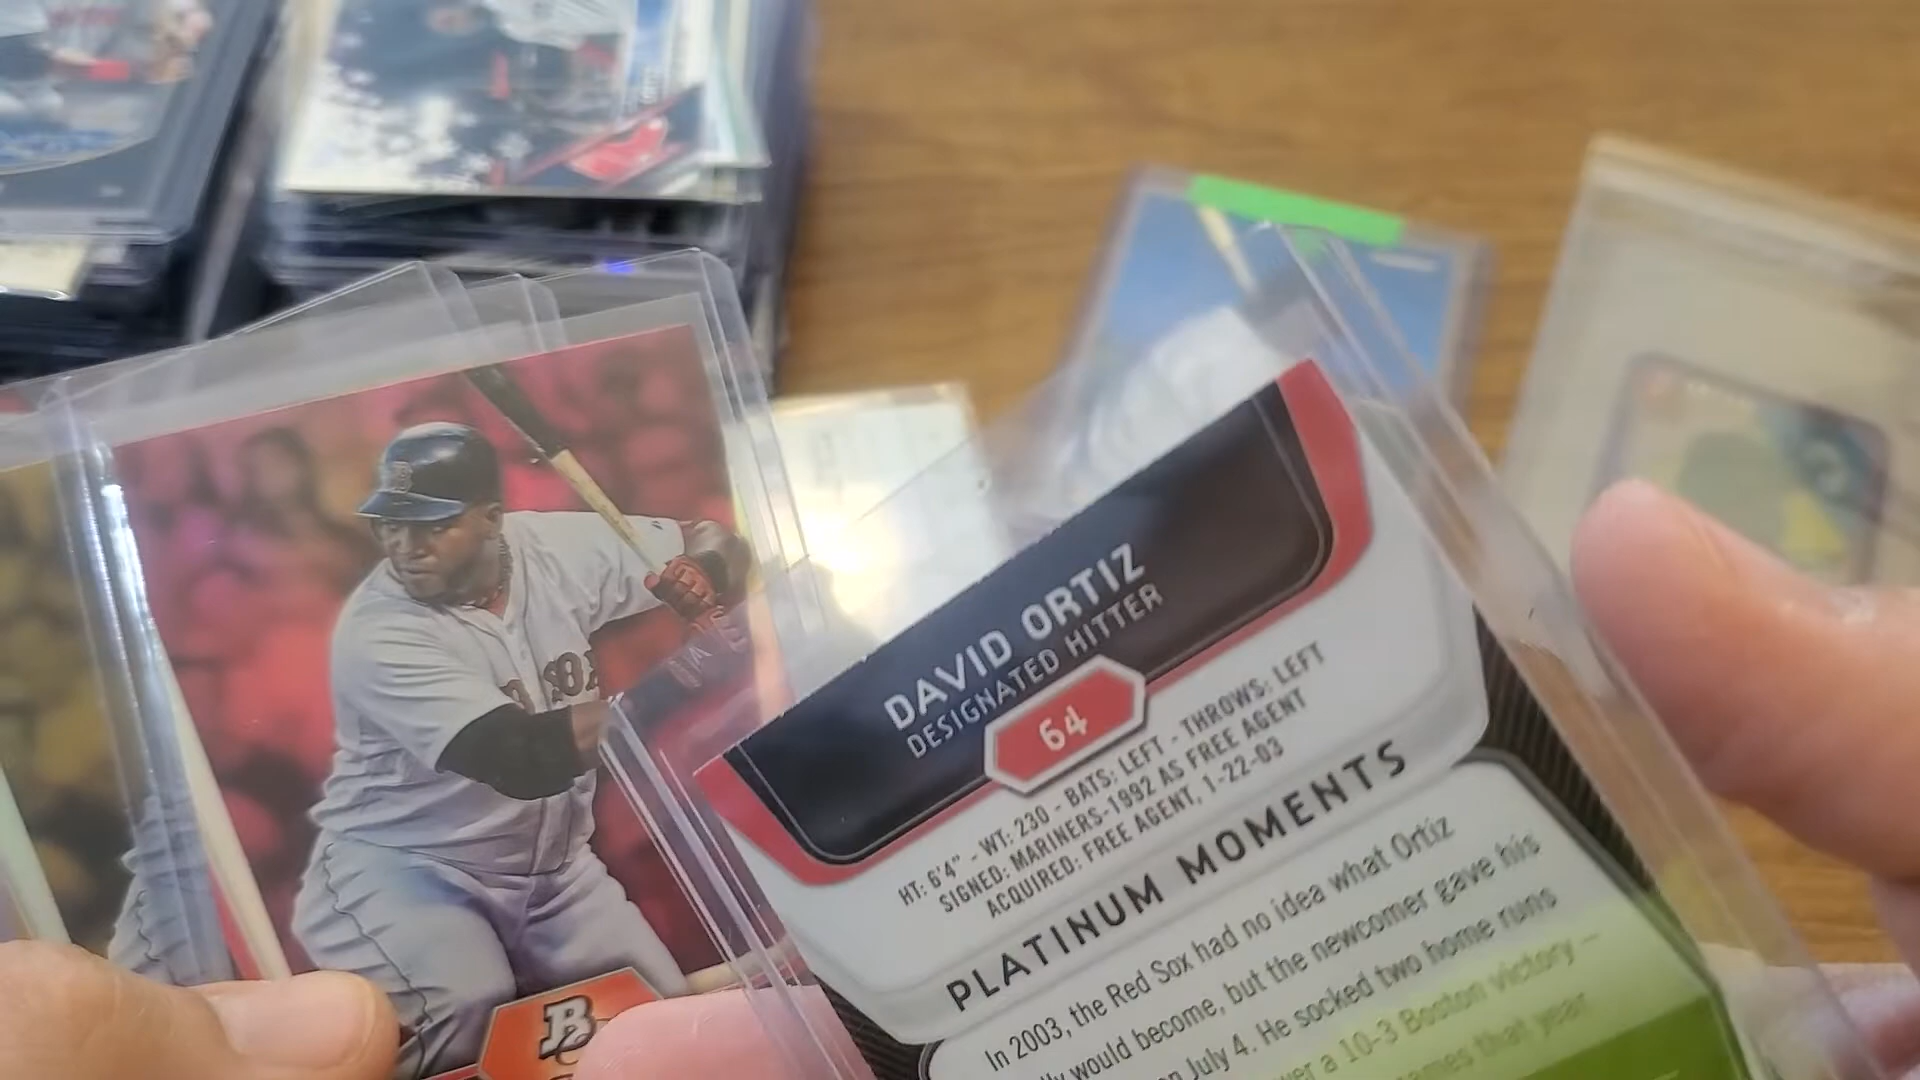 DAVID ORTIZ
DESIGNATED HITTER
64
HT: 6'4" - WT: 230 - BATS: LEFT - THROWS: LEFT
SIGNED: MARINERS-1992 AS FREE AGENT
ACQUIRED: FREE AGENT, 1-22-03
PLATINUM MOMENTS
In 2003, the Red Sox had no idea what Ortiz
would become, but the newcomer gave his
on July 4. He socked two home runs
a 10-3 Boston victory —
games that year
B
B